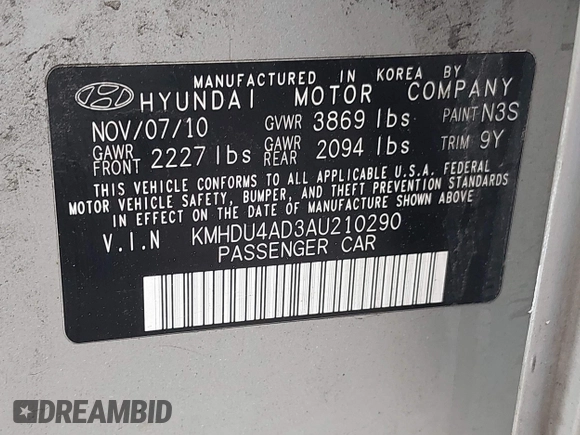 MANUFACTURED IN KOREA BY
HYUNDAI MOTOR COMPANY
NOV/07/10 GVWR 3869 lbs PAINT N3S
GAWR FRONT 2227 lbs GAWR REAR 2094 lbs TRIM 9Y
THIS VEHICLE CONFORMS TO ALL APPLICABLE U.S.A. FEDERAL
MOTOR VEHICLE SAFETY, BUMPER, AND THEFT PREVENTION STANDARDS
IN EFFECT ON THE DATE OF MANUFACTURE SHOWN ABOVE
V.I.N KMHDU4AD3AU210290
PASSENGER CAR
DREAMBID